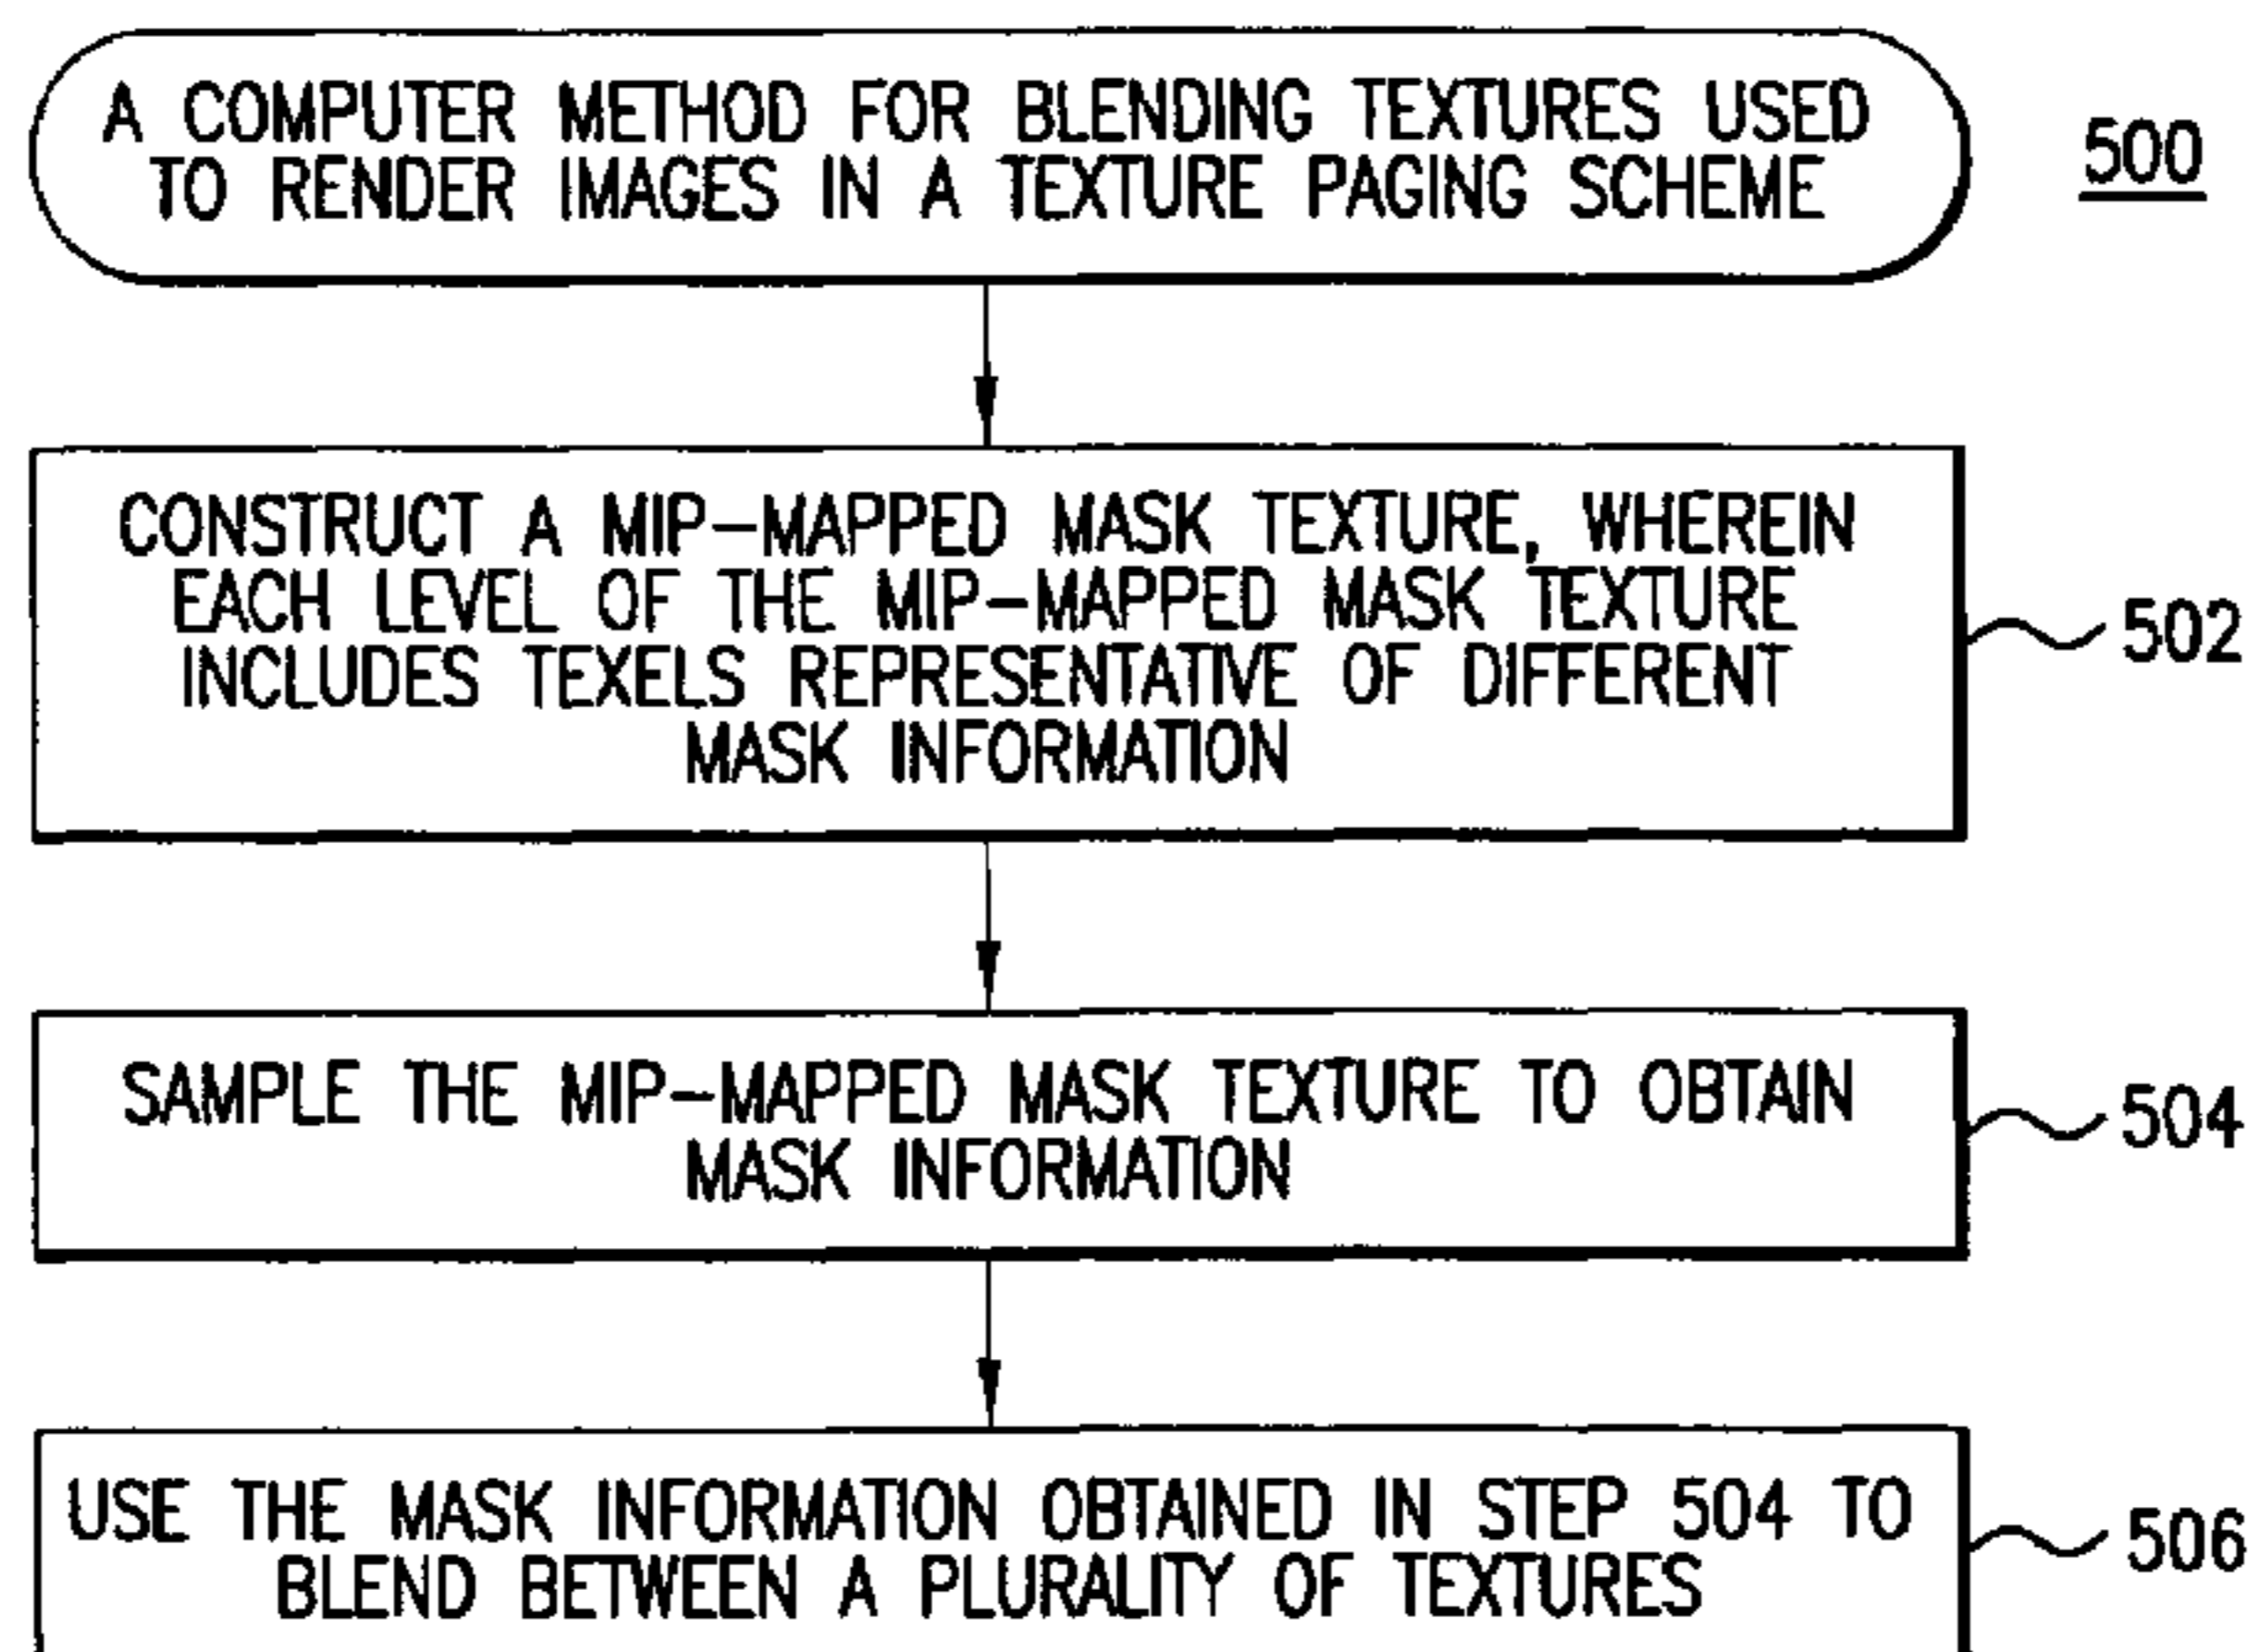 A COMPUTER METHOD FOR BLENDING TEXTURES USED
TO RENDER IMAGES IN A TEXTURE PAGING SCHEME
500
CONSTRUCT A MIP-MAPPED MASK TEXTURE, WHEREIN
EACH LEVEL OF THE MIP-MAPPED MASK TEXTURE
INCLUDES TEXELS REPRESENTATIVE OF DIFFERENT
MASK INFORMATION
502
SAMPLE THE MIP-MAPPED MASK TEXTURE TO OBTAIN
MASK INFORMATION
504
USE THE MASK INFORMATION OBTAINED IN STEP 504 TO
BLEND BETWEEN A PLURALITY OF TEXTURES
506